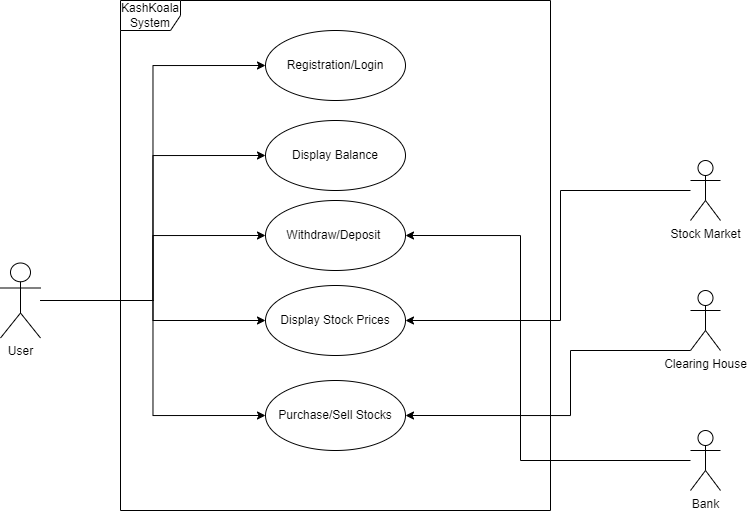 KashKoala
System
Registration/Login
Display Balance
Withdraw/Deposit
Stock Market
Display Stock Prices
User
Clearing House
Purchase/Sell Stocks
Bank